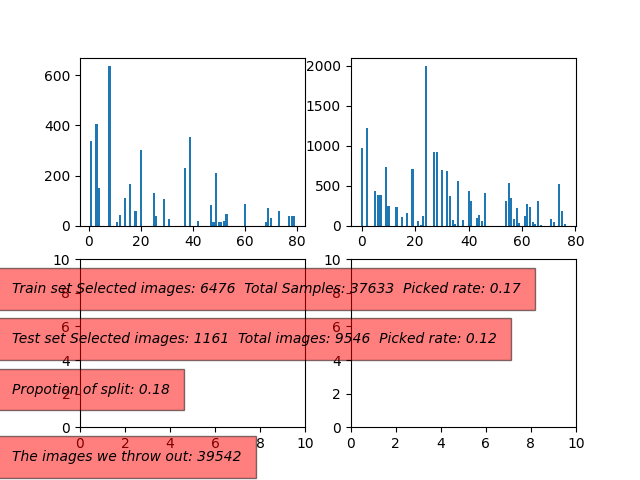 600
400
200
0
0 20 40 60 80
2000
1500
1000
500
0
0 20 40 60 80
10
8
6
4
2
0
0 2 4 6 8 10
10
8
6
4
2
0
0 2 4 6 8 10
Train set Selected images: 6476 Total Samples: 37633 Picked rate: 0.17
Test set Selected images: 1161 Total images: 9546 Picked rate: 0.12
Propotion of split: 0.18
The images we throw out: 39542